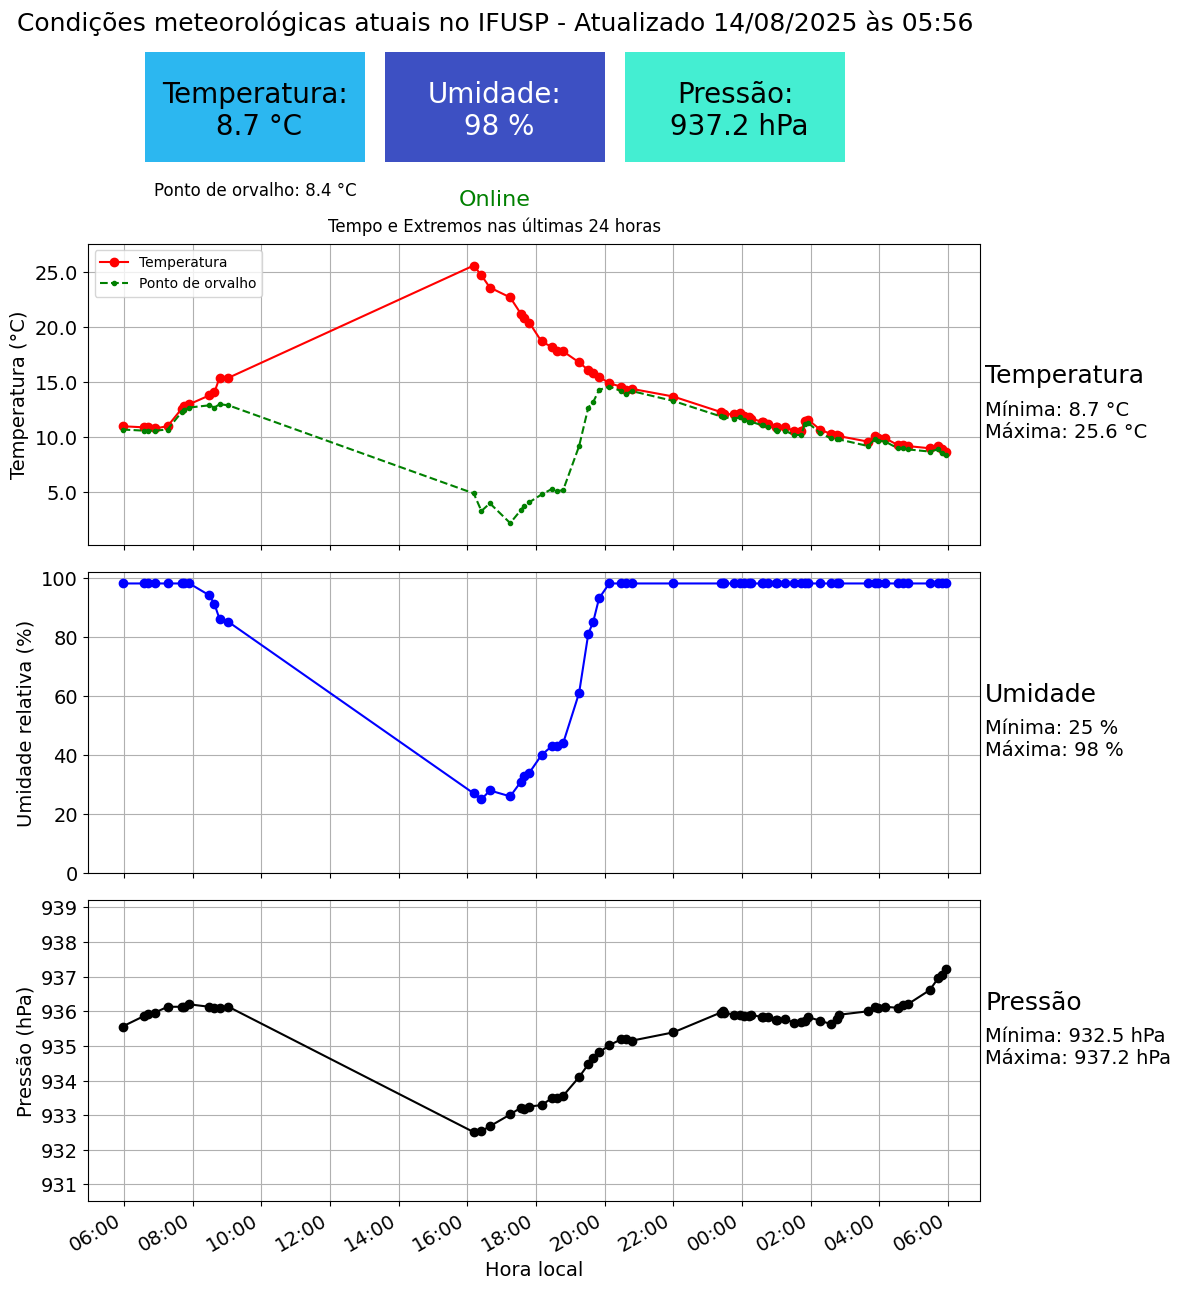 Condições meteorológicas atuais no IFUSP - Atualizado 14/08/2025 às 05:56
Temperatura:
8.7 °C
Umidade:
98 %
Pressão:
937.2 hPa
Ponto de orvalho: 8.4 °C
Online
Tempo e Extremos nas últimas 24 horas
Temperatura
Ponto de orvalho
Temperatura (°C)
25.0
20.0
15.0
10.0
5.0
Temperatura
Mínima: 8.7 °C
Máxima: 25.6 °C
Umidade relativa (%)
100
80
60
40
20
0
Umidade
Mínima: 25 %
Máxima: 98 %
Pressão (hPa)
939
938
937
936
935
934
933
932
931
Pressão
Mínima: 932.5 hPa
Máxima: 937.2 hPa
06:00 08:00 10:00 12:00 14:00 16:00 18:00 20:00 22:00 00:00 02:00 04:00 06:00
Hora local